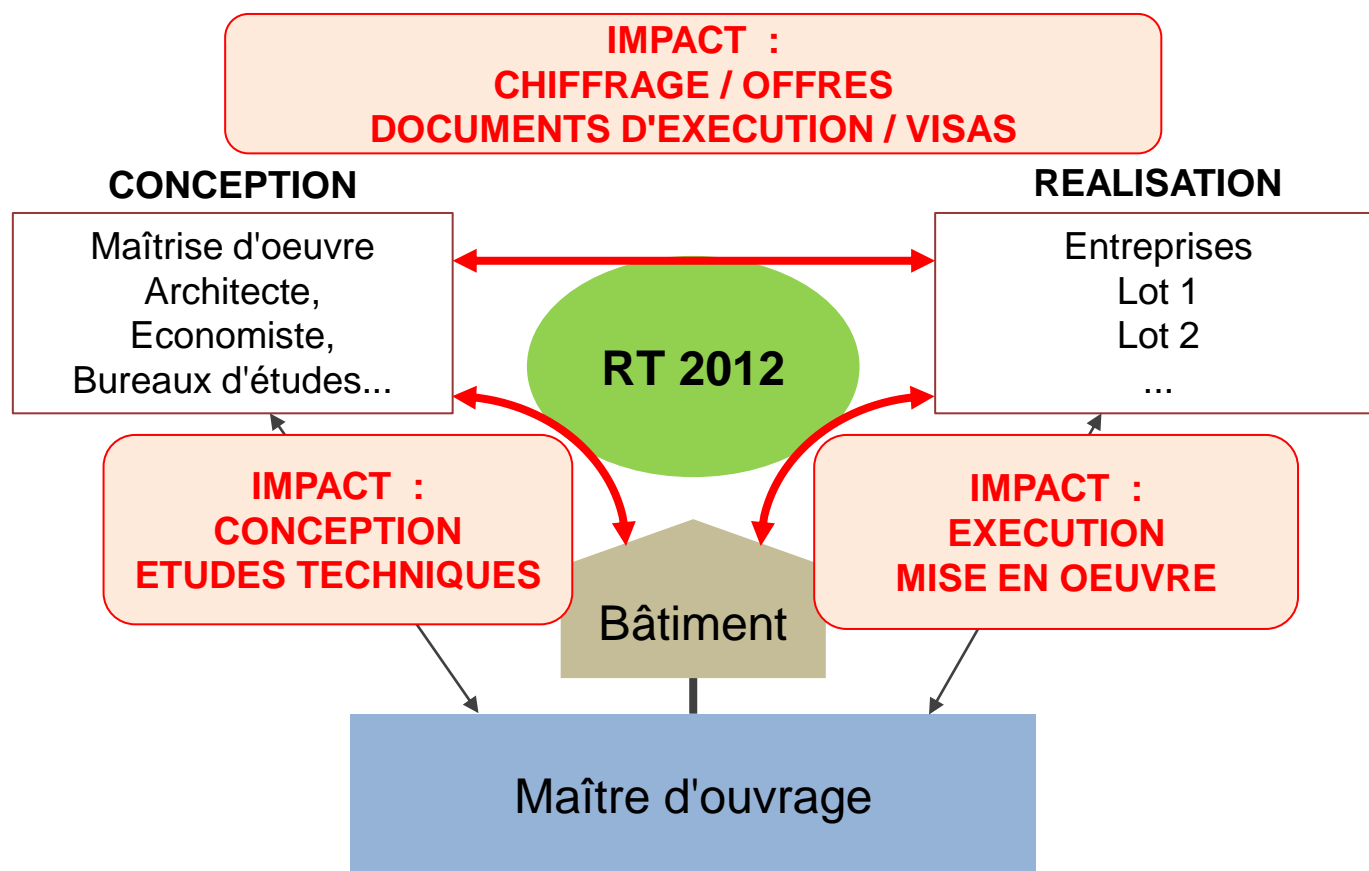 IMPACT :
CHIFFRAGE / OFFRES
DOCUMENTS D'EXECUTION / VISAS
CONCEPTION
Maîtrise d'oeuvre
Architecte,
Economiste,
Bureaux d'études...
REALISATION
Entreprises
Lot 1
Lot 2
...
RT 2012
IMPACT :
CONCEPTION
ETUDES TECHNIQUES
IMPACT :
EXECUTION
MISE EN OEUVRE
Bâtiment
Maître d'ouvrage